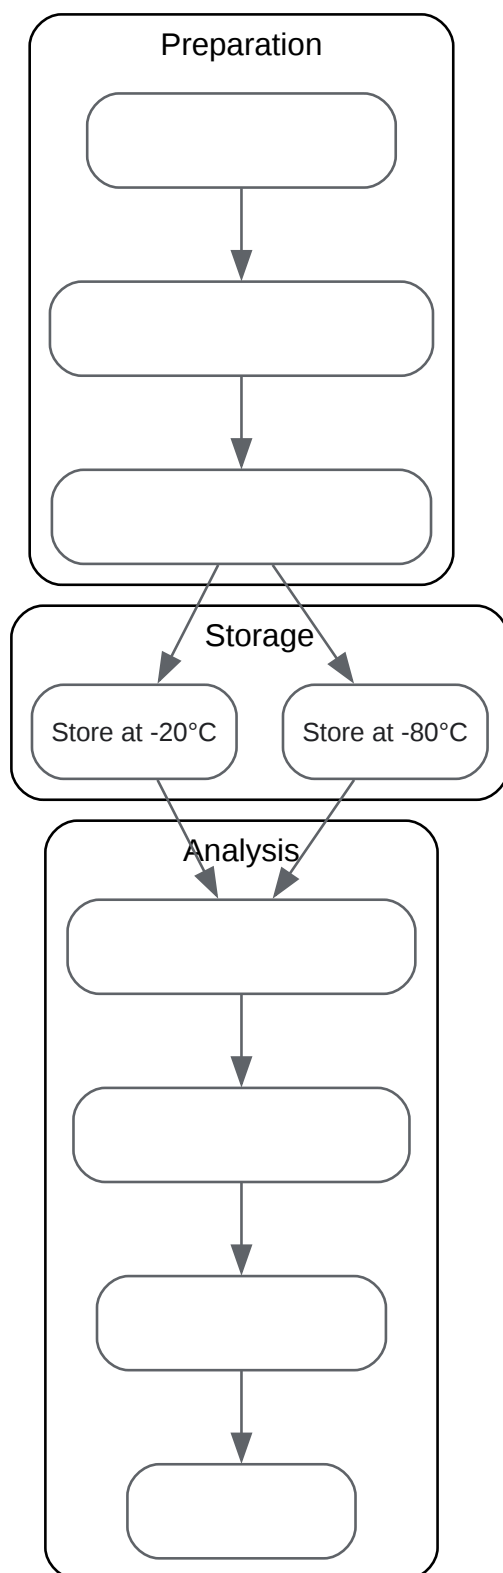 Preparation
Storage
Store at -20°C
Store at -80°C
Analysis